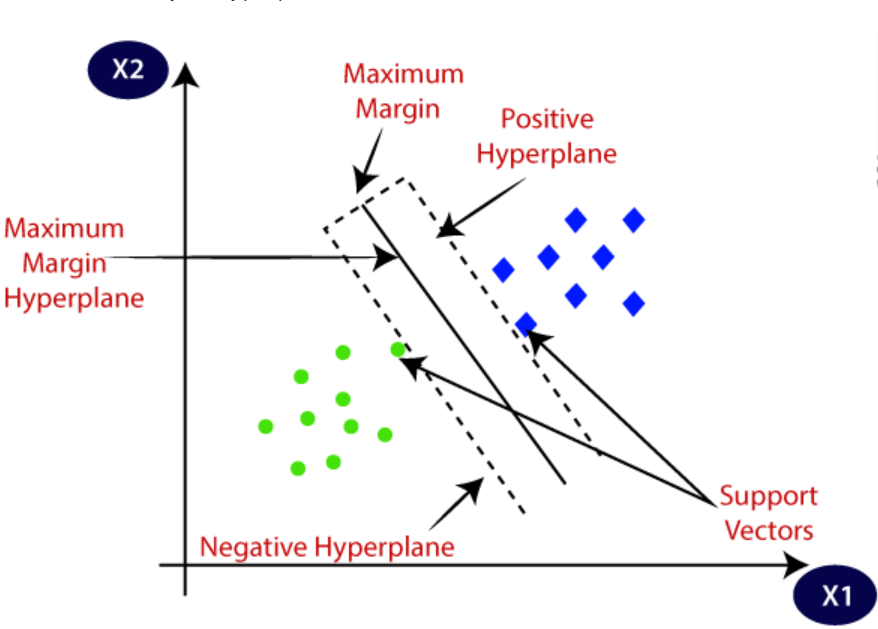 X2
Maximum
Margin
Positive
Hyperplane
Maximum
Margin
Hyperplane
Support
Vectors
Negative Hyperplane
X1